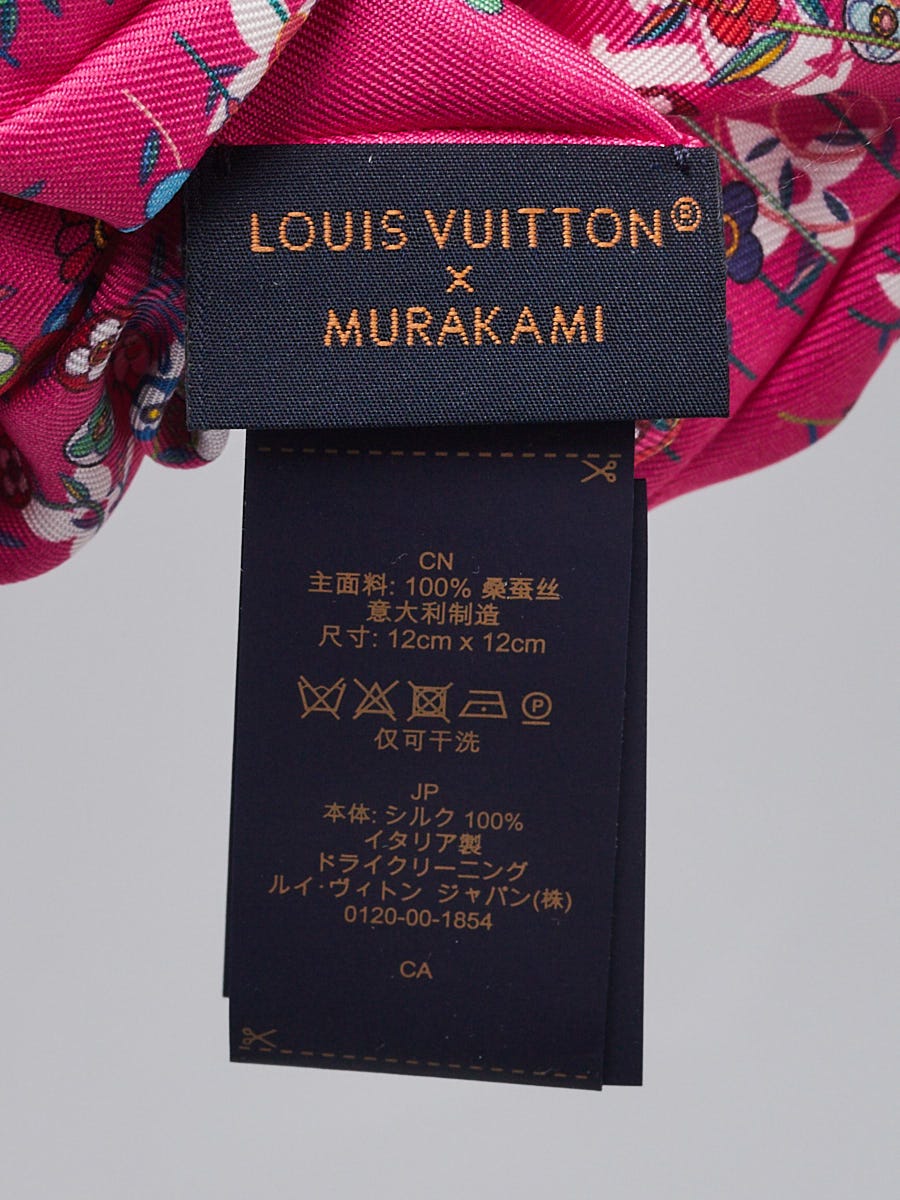 LOUIS VUITTON®
x
MURAKAMI
CN
主面料: 100% 桑蚕丝
意大利制造
尺寸: 12cm x 12cm
P
仅可干洗
JP
本体: シルク 100%
イタリア製
ドライクリーニング
ルイ·ヴィトン ジャパン(株)
0120-00-1854
CA